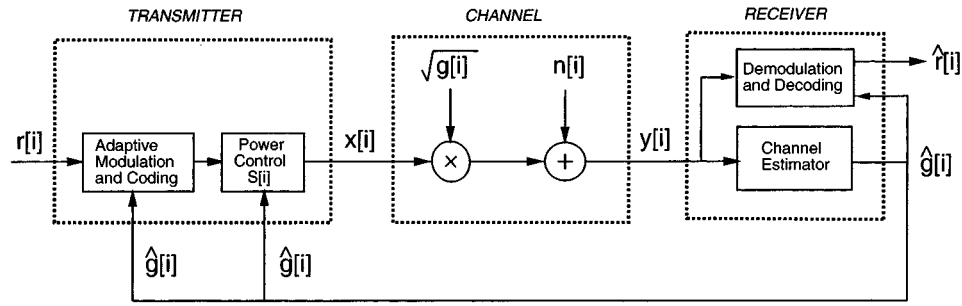 TRANSMITTER
CHANNEL
RECEIVER
√g[i]
n[i]
Demodulation
and Decoding
r̂[i]
r[i]
Adaptive
Modulation
and Coding
Power
Control
S[i]
x[i]
×
+
y[i]
Channel
Estimator
ĝ[i]
ĝ[i]
ĝ[i]